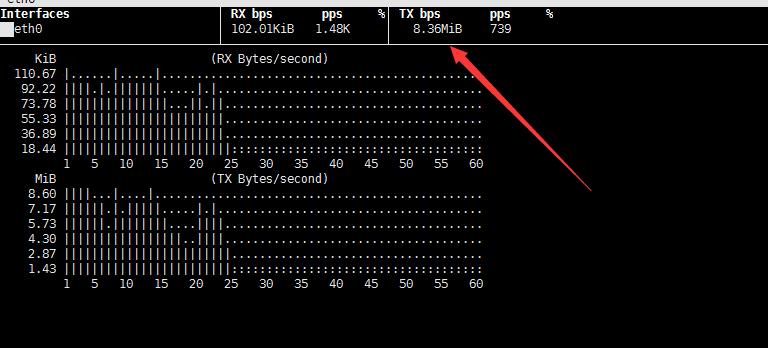 Interfaces RX bps pps % TX bps pps %
eth0 102.01KiB 1.48K 8.36MiB 739
KiB (RX Bytes/second)
110.67 |......|.....|..............................................
92.22 ||||.|.|||||||.....|.|......................................
73.78 |||||||||||||||...||.||.....................................
55.33 |||||||||||||||||||||||.....................................
36.89 |||||||||||||||||||||||.....................................
18.44 ||||||||||||||||||||||||::::::::::::::::::::::::::::::::::::
1 5 10 15 20 25 30 35 40 45 50 55 60
MiB (TX Bytes/second)
8.60 ||||...|....|...............................................
7.17 ||||||.|.|||||.....|.|......................................
5.73 ||||||.||||||||....||||.....................................
4.30 |||||||||||||||||..||||.....................................
2.87 ||||||||||||||||||||||||....................................
1.43 ||||||||||||||||||||||||::::::::::::::::::::::::::::::::::::
1 5 10 15 20 25 30 35 40 45 50 55 60